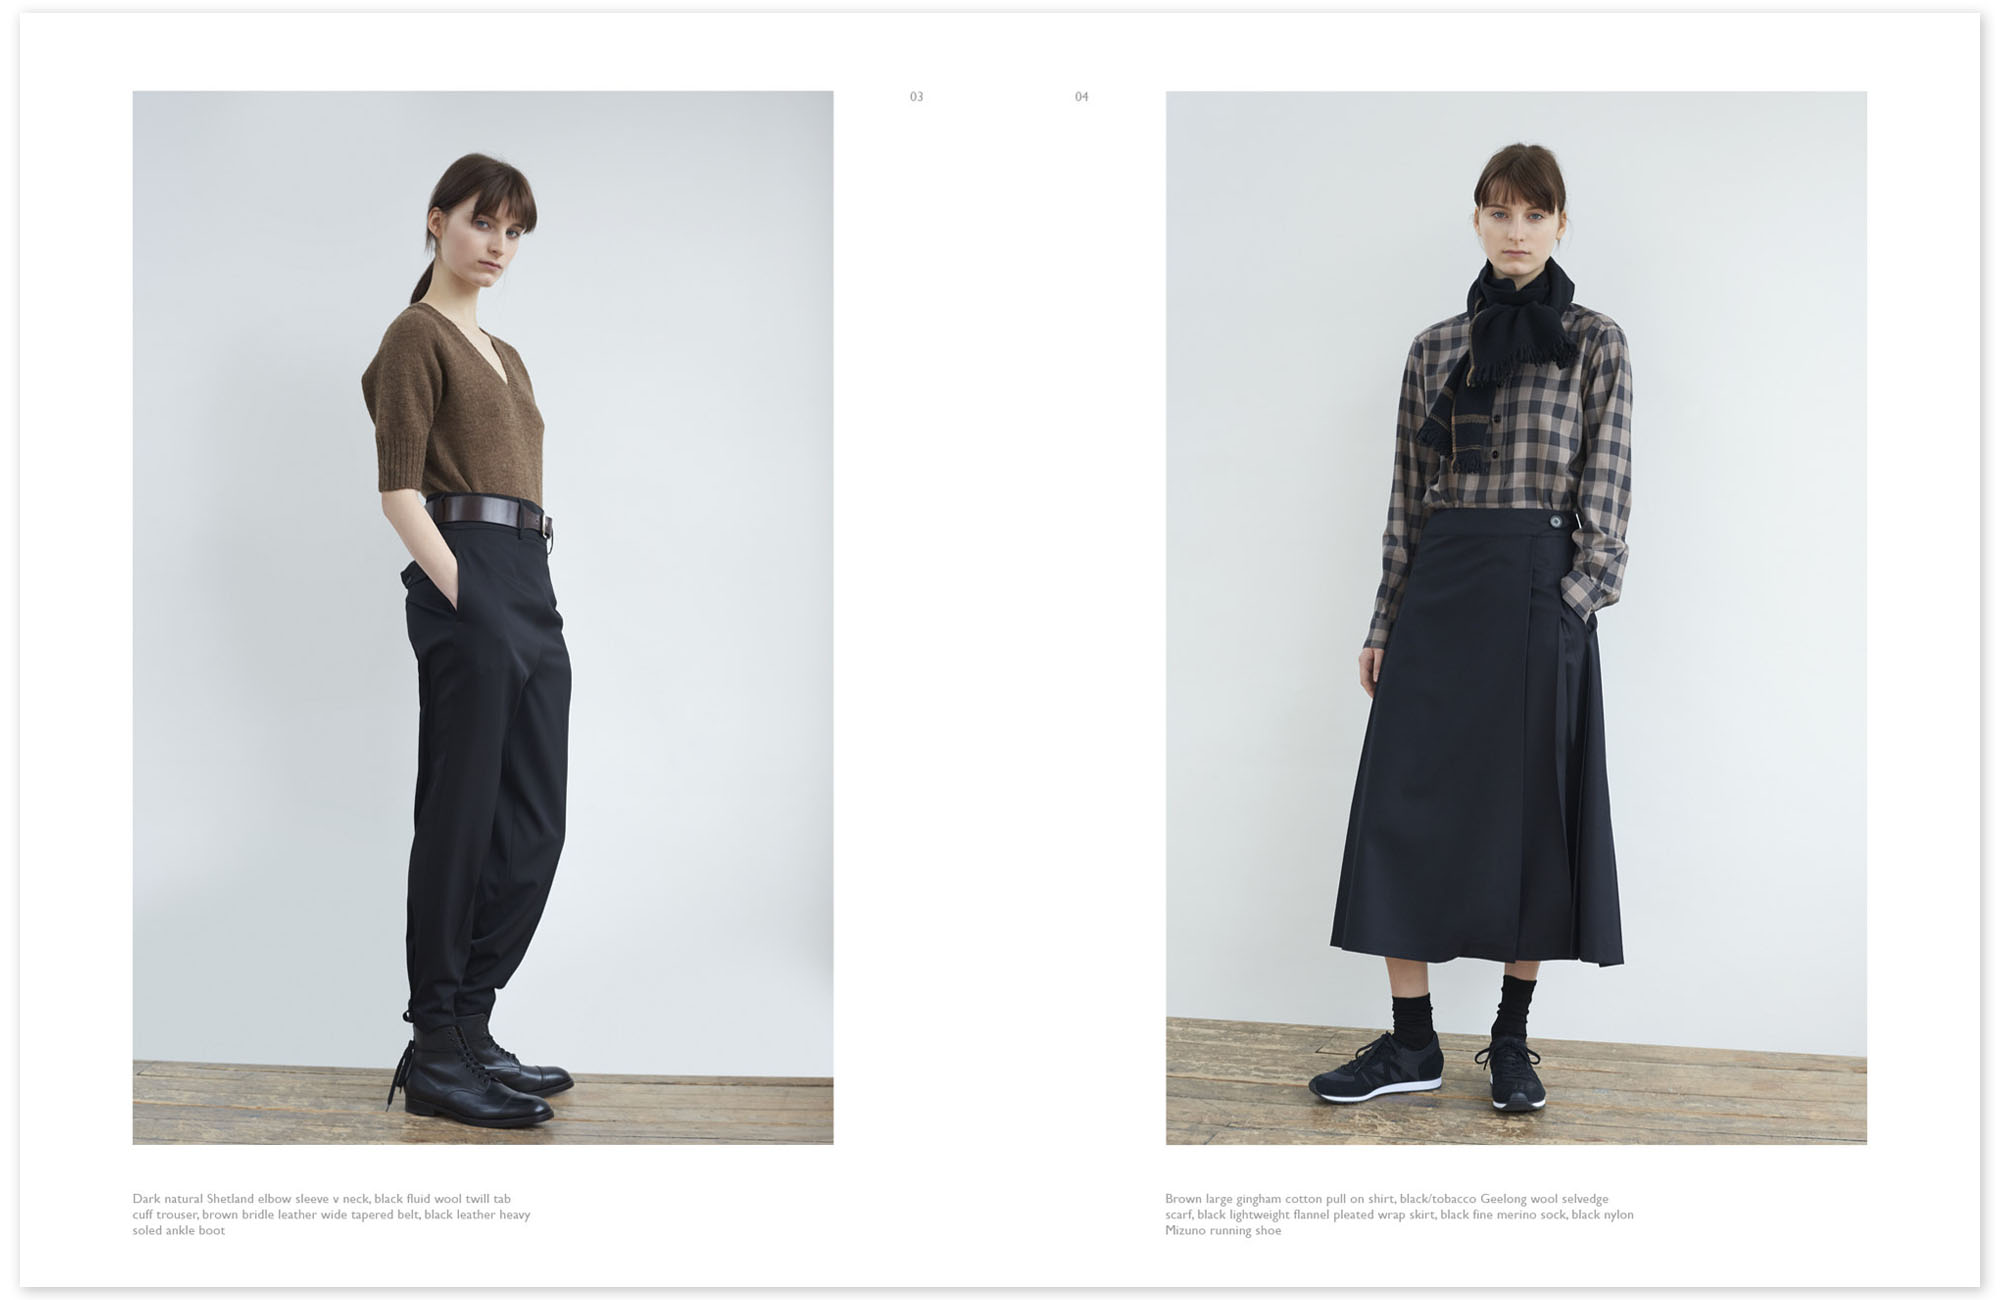 03
04
Dark natural Shetland elbow sleeve v neck, black fluid wool twill tab
cuff trouser, brown bridle leather wide tapered belt, black leather heavy
soled ankle boot
Brown large gingham cotton pull on shirt, black/tobacco Geelong wool selvedge
scarf, black lightweight flannel pleated wrap skirt, black fine merino sock, black nylon
Mizuno running shoe